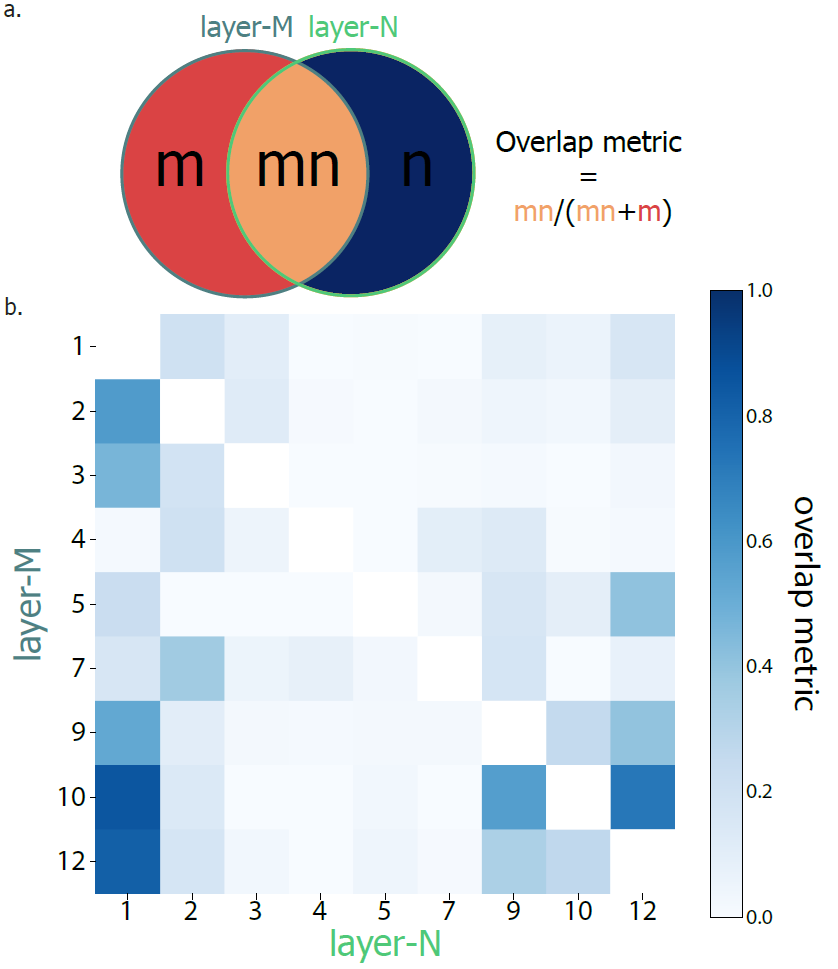 a.
layer-M layer-N
m mn n
Overlap metric
=
mn/(mn+m)
b.
1.0
0.8
0.6
0.4
0.2
0.0
overlap metric
layer-M
1
2
3
4
5
7
9
10
12
1 2 3 4 5 7 9 10 12
layer-N